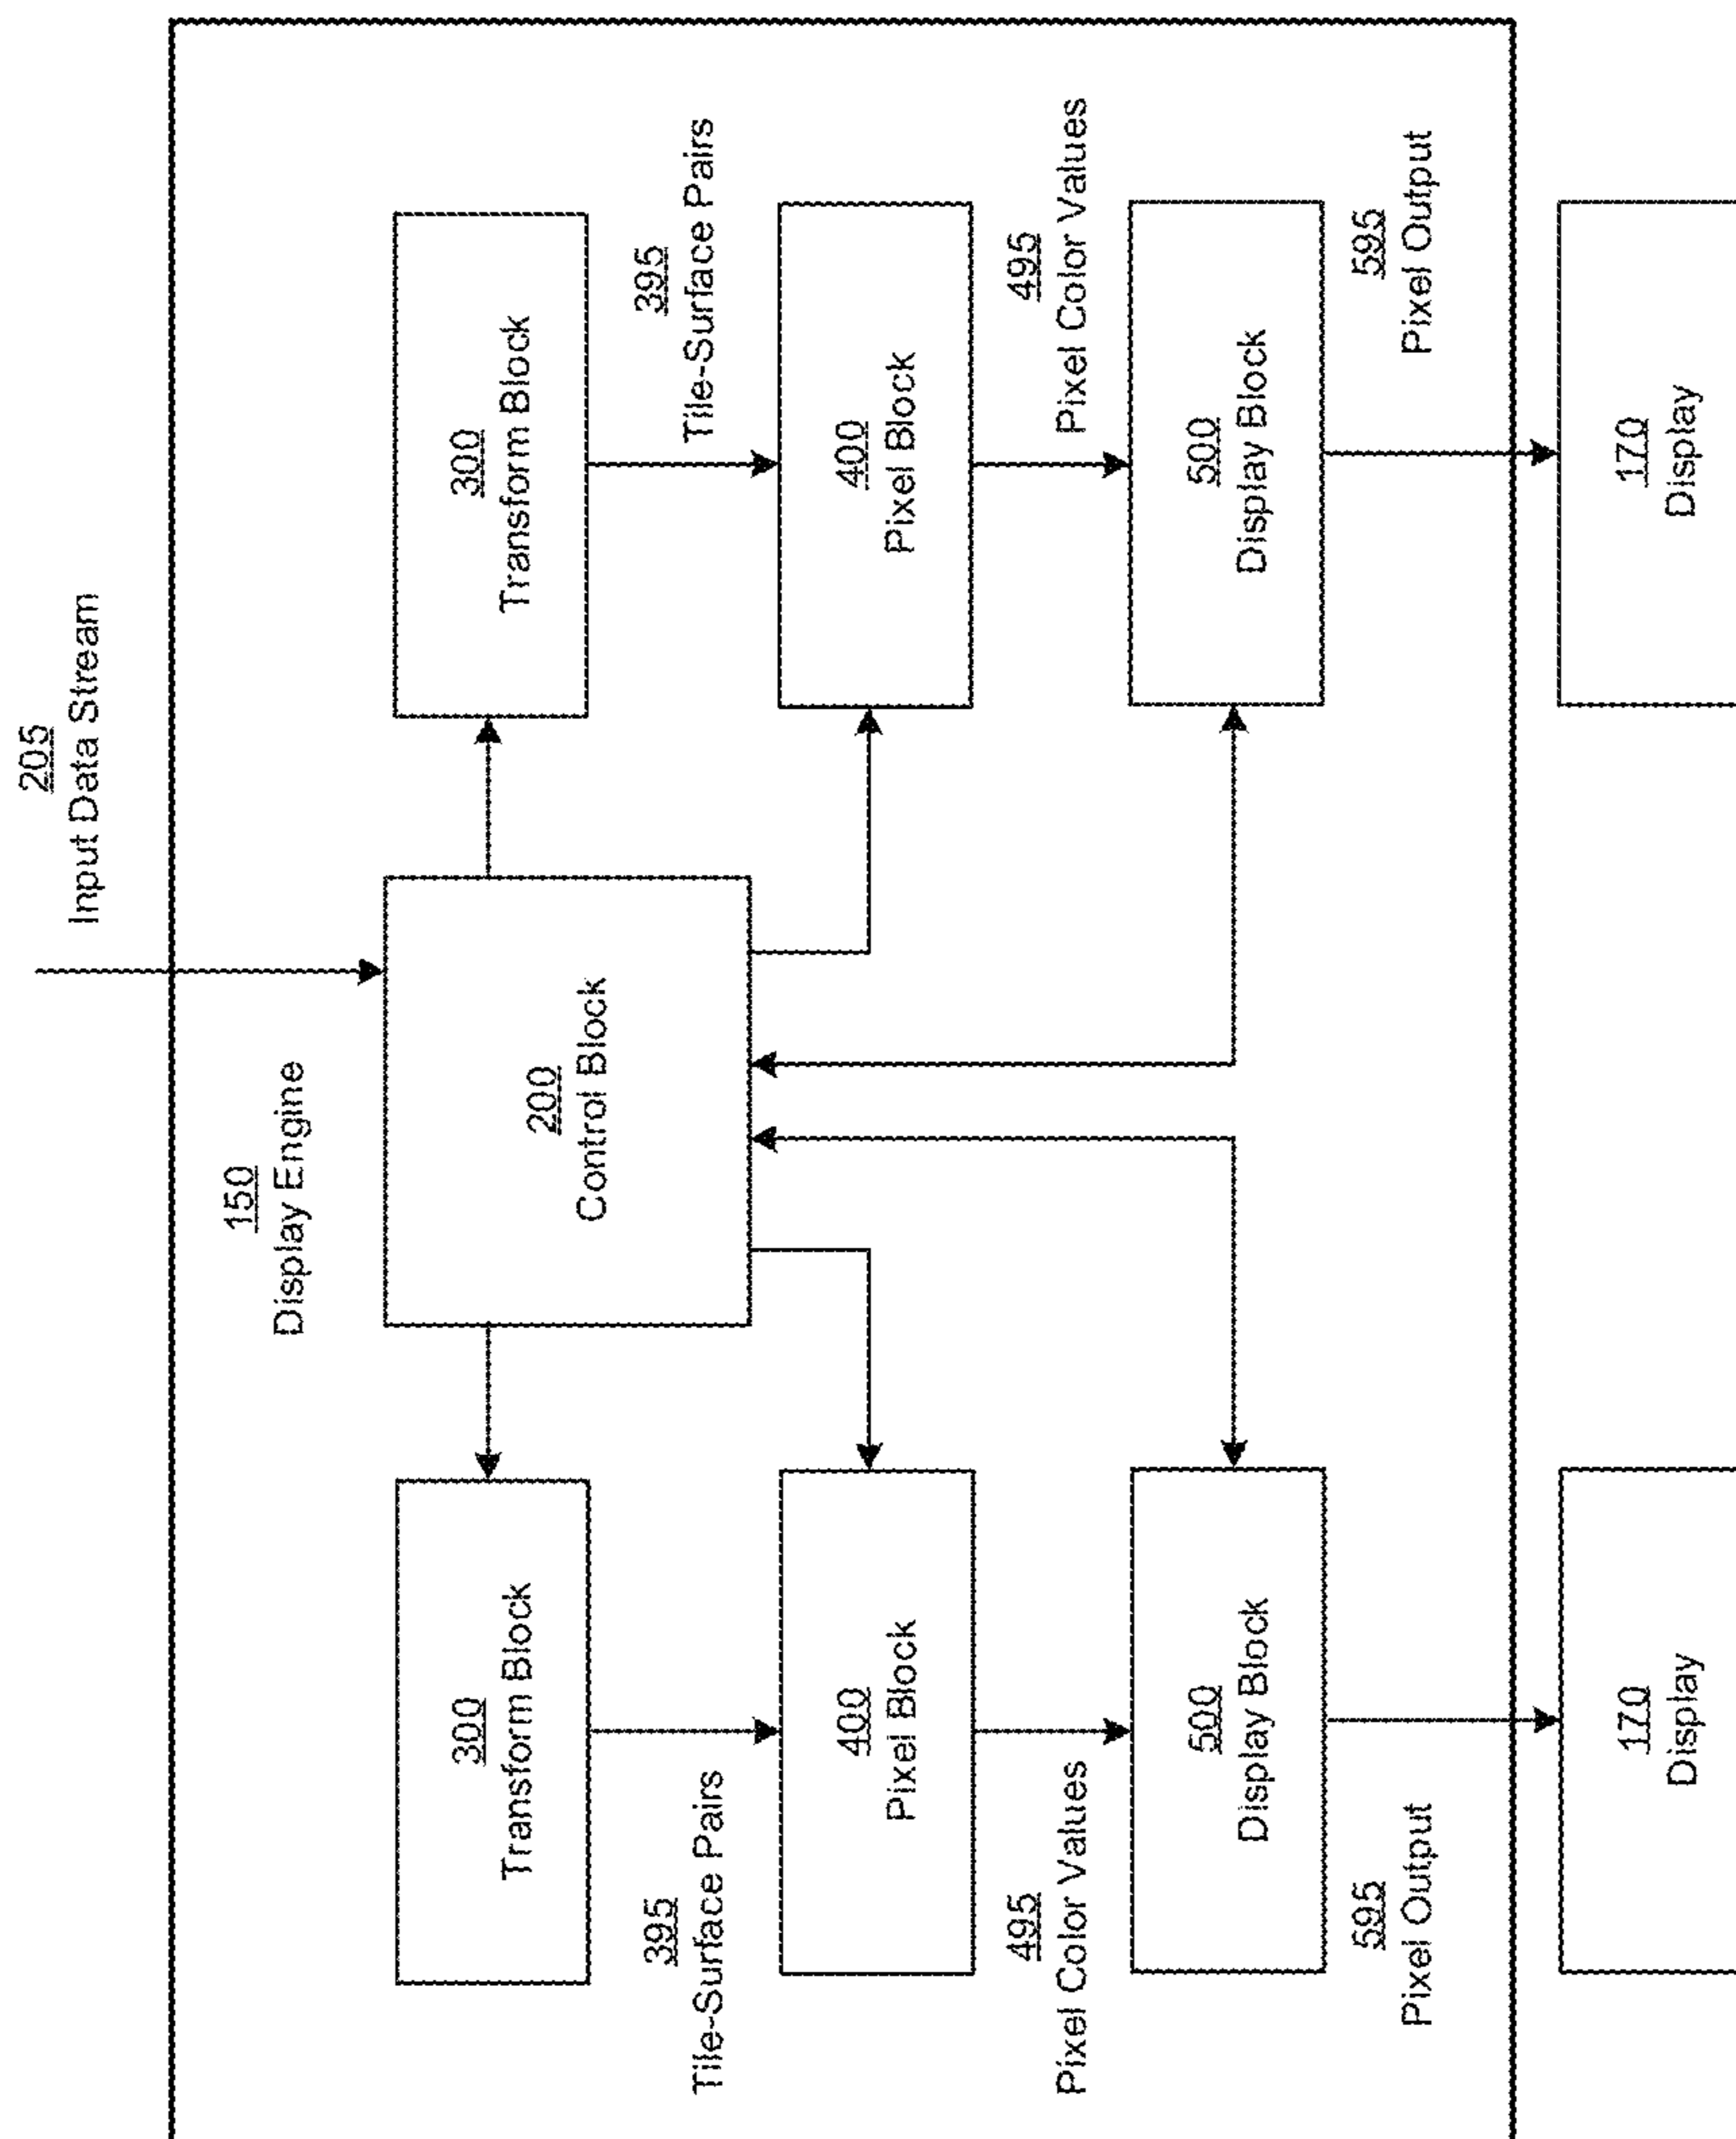 205
Input Data Stream
150
Display Engine
200
Control Block
300
Transform Block
300
Transform Block
395
Tile-Surface Pairs
395
Tile-Surface Pairs
400
Pixel Block
400
Pixel Block
495
Pixel Color Values
495
Pixel Color Values
500
Display Block
500
Display Block
595
Pixel Output
595
Pixel Output
170
Display
170
Display